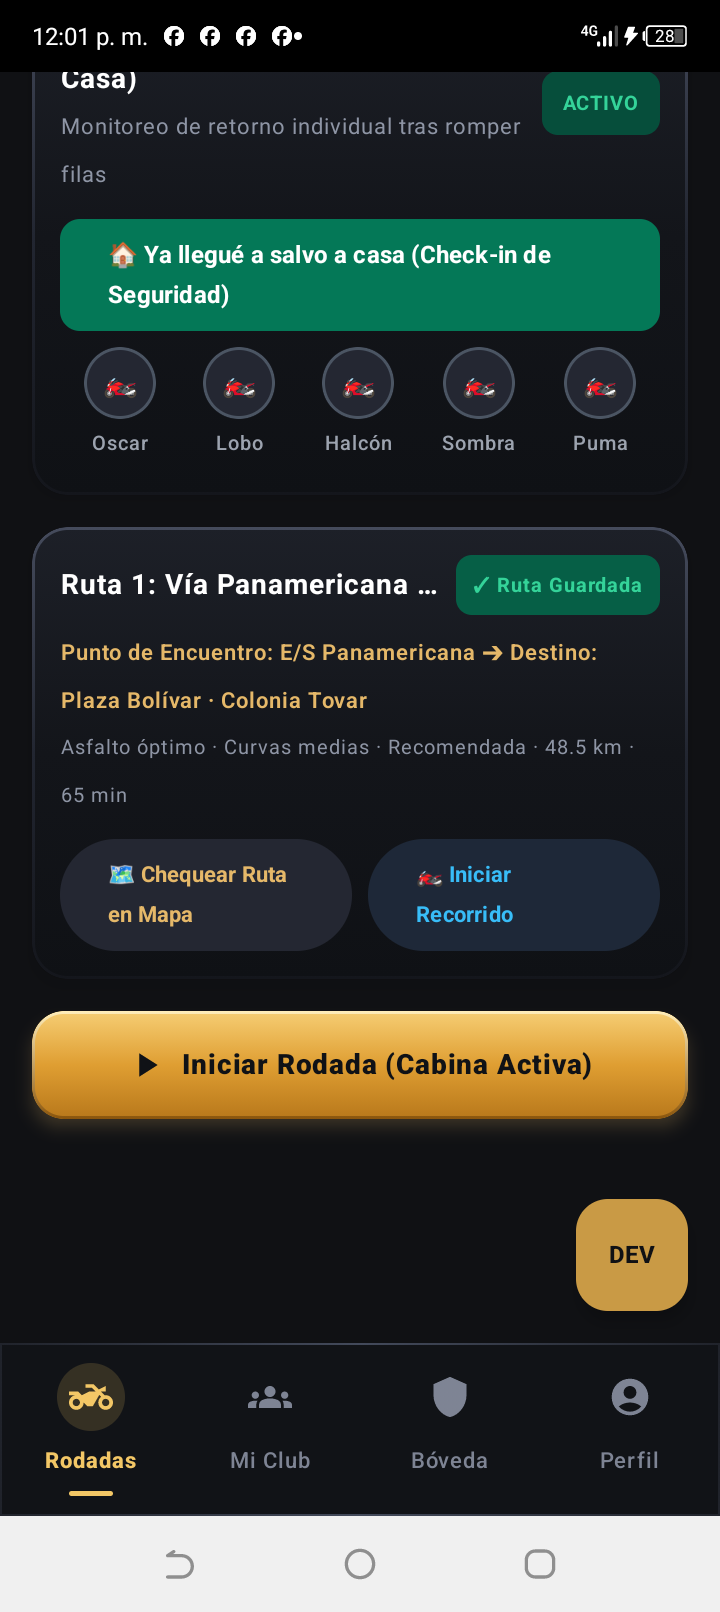 12:01 p. m.
4G
28
Casa)
ACTIVO
Monitoreo de retorno individual tras romper
filas
Ya llegué a salvo a casa (Check-in de
Seguridad)
Oscar
Lobo
Halcón
Sombra
Puma
Ruta 1: Vía Panamericana ...
✓ Ruta Guardada
Punto de Encuentro: E/S Panamericana ➔ Destino:
Plaza Bolívar · Colonia Tovar
Asfalto óptimo · Curvas medias · Recomendada · 48.5 km ·
65 min
Chequear Ruta
en Mapa
Iniciar
Recorrido
Iniciar Rodada (Cabina Activa)
DEV
Rodadas
Mi Club
Bóveda
Perfil